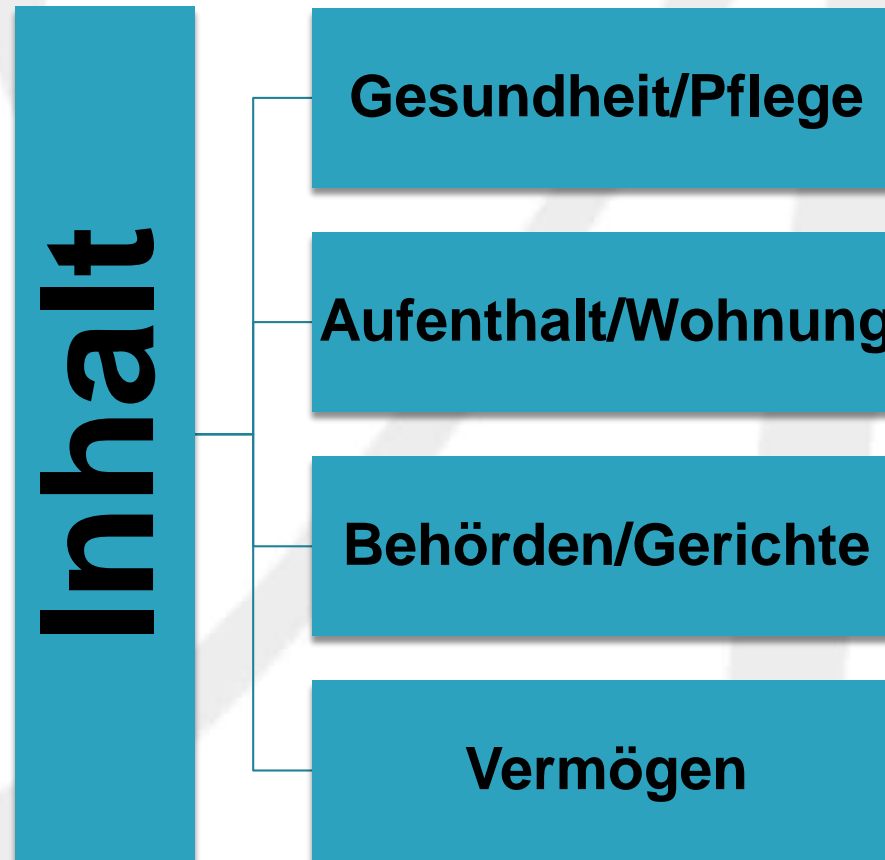 Inhalt
Gesundheit/Pflege
Aufenthalt/Wohnung
Behörden/Gerichte
Vermögen